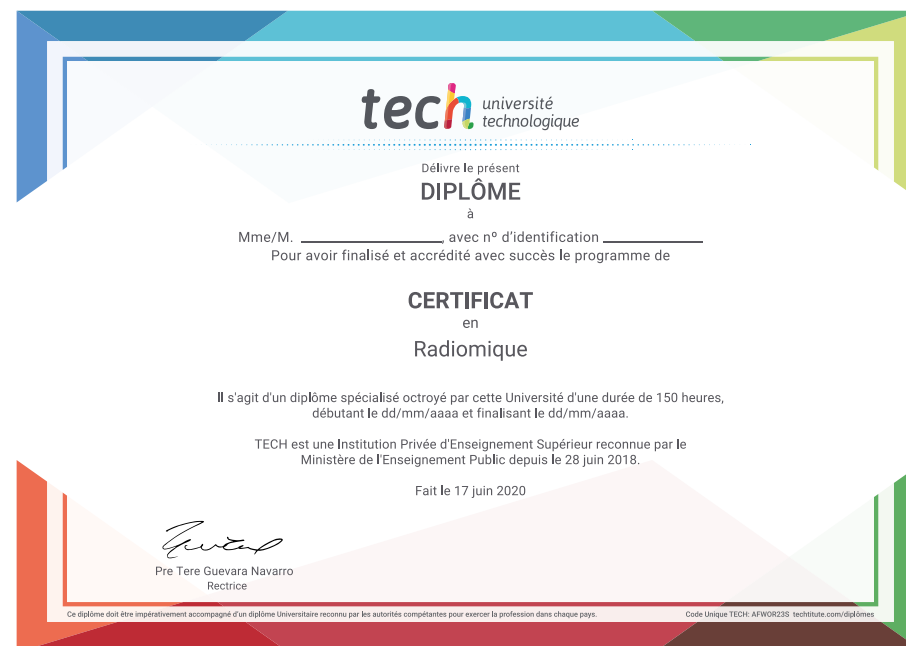 tech université
technologique
Délivre le présent
DIPLÔME
à
Mme/M. ____________________, avec nº d'identification ______________
Pour avoir finalisé et accrédité avec succès le programme de
CERTIFICAT
en
Radiomique
Il s'agit d'un diplôme spécialisé octroyé par cette Université d'une durée de 150 heures,
débutant le dd/mm/aaaa et finalisant le dd/mm/aaaa.
TECH est une Institution Privée d'Enseignement Supérieur reconnue par le
Ministère de l'Enseignement Public depuis le 28 juin 2018.
Fait le 17 juin 2020
Pre Tere Guevara Navarro
Rectrice
Ce diplôme doit être impérativement accompagné d'un diplôme Universitaire reconnu par les autorités compétentes pour exercer la profession dans chaque pays.
Code Unique TECH: AFWOR23S techtitute.com/diplômes